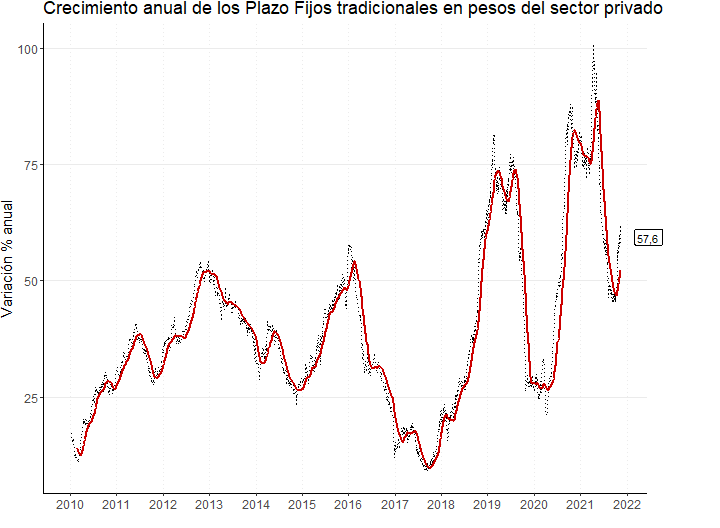 Crecimiento anual de los Plazo Fijos tradicionales en pesos del sector privado
Variación % anual
100
75
50
25
57,6
2010 2011 2012 2013 2014 2015 2016 2017 2018 2019 2020 2021 2022